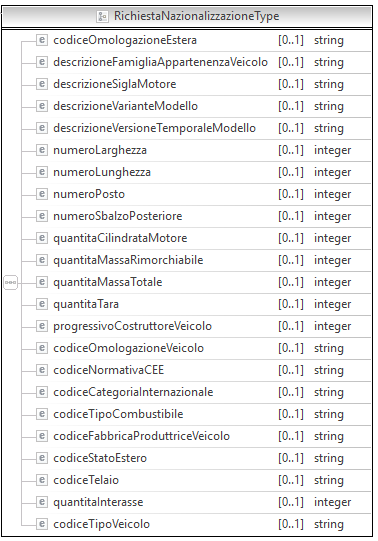 RichiestaNazionalizzazioneType
e codiceOmologazioneEstera [0..1] string
e descrizioneFamigliaAppartenenzaVeicolo [0..1] string
e descrizioneSiglaMotore [0..1] string
e descrizioneVarianteModello [0..1] string
e descrizioneVersioneTemporaleModello [0..1] string
e numeroLarghezza [0..1] integer
e numeroLunghezza [0..1] integer
e numeroPosto [0..1] integer
e numeroSbalzoPosteriore [0..1] integer
e quantitaCilindrataMotore [0..1] integer
e quantitaMassaRimorchiabile [0..1] integer
e quantitaMassaTotale [0..1] integer
e quantitaTara [0..1] integer
e progressivoCostruttoreVeicolo [0..1] integer
e codiceOmologazioneVeicolo [0..1] string
e codiceNormativaCEE [0..1] string
e codiceCategoriaInternazionale [0..1] string
e codiceTipoCombustibile [0..1] string
e codiceFabbricaProduttriceVeicolo [0..1] string
e codiceStatoEstero [0..1] string
e codiceTelaio [0..1] string
e quantitaInterasse [0..1] integer
e codiceTipoVeicolo [0..1] string